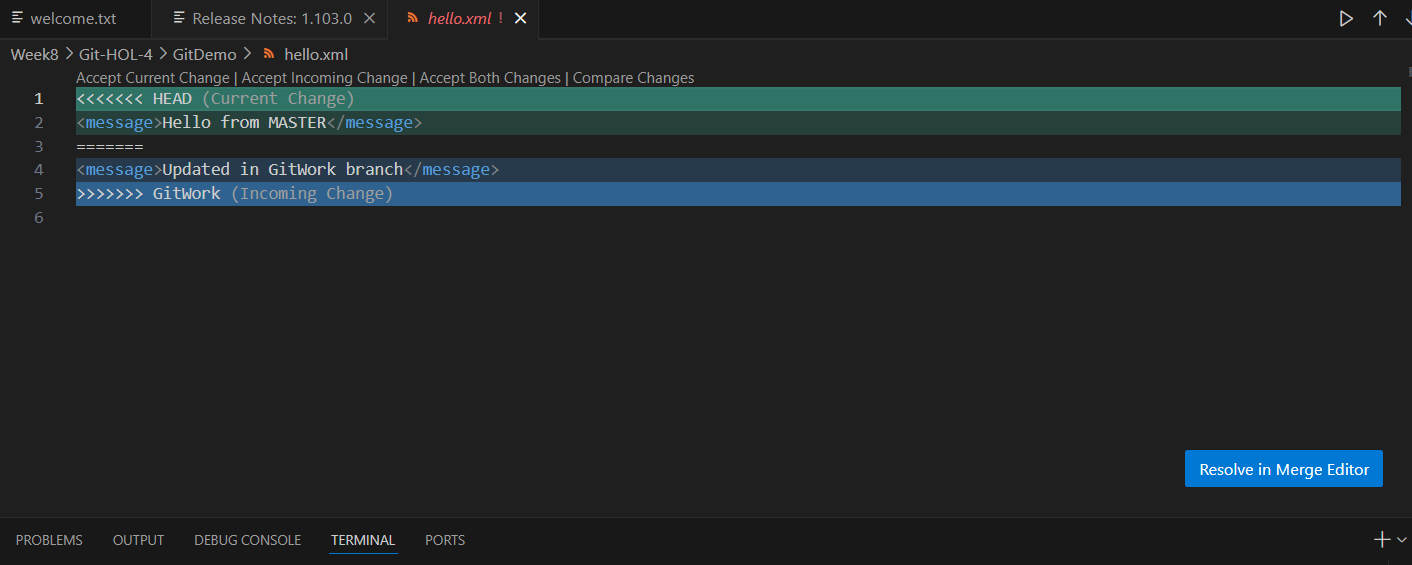 welcome.txt Release Notes: 1.103.0 hello.xml !
Week8 > Git-HOL-4 > GitDemo > hello.xml
Accept Current Change | Accept Incoming Change | Accept Both Changes | Compare Changes
1 <<<<<<< HEAD (Current Change)
2 <message>Hello from MASTER</message>
3 =======
4 <message>Updated in GitWork branch</message>
5 >>>>>>> GitWork (Incoming Change)
6
Resolve in Merge Editor
PROBLEMS OUTPUT DEBUG CONSOLE TERMINAL PORTS